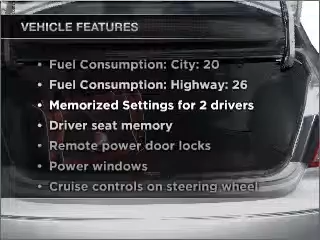 VEHICLE FEATURES
• Fuel Consumption: City: 20
• Fuel Consumption: Highway: 26
• Memorized Settings for 2 drivers
• Driver seat memory
• Remote power door locks
• Power windows
• Cruise controls on steering wheel